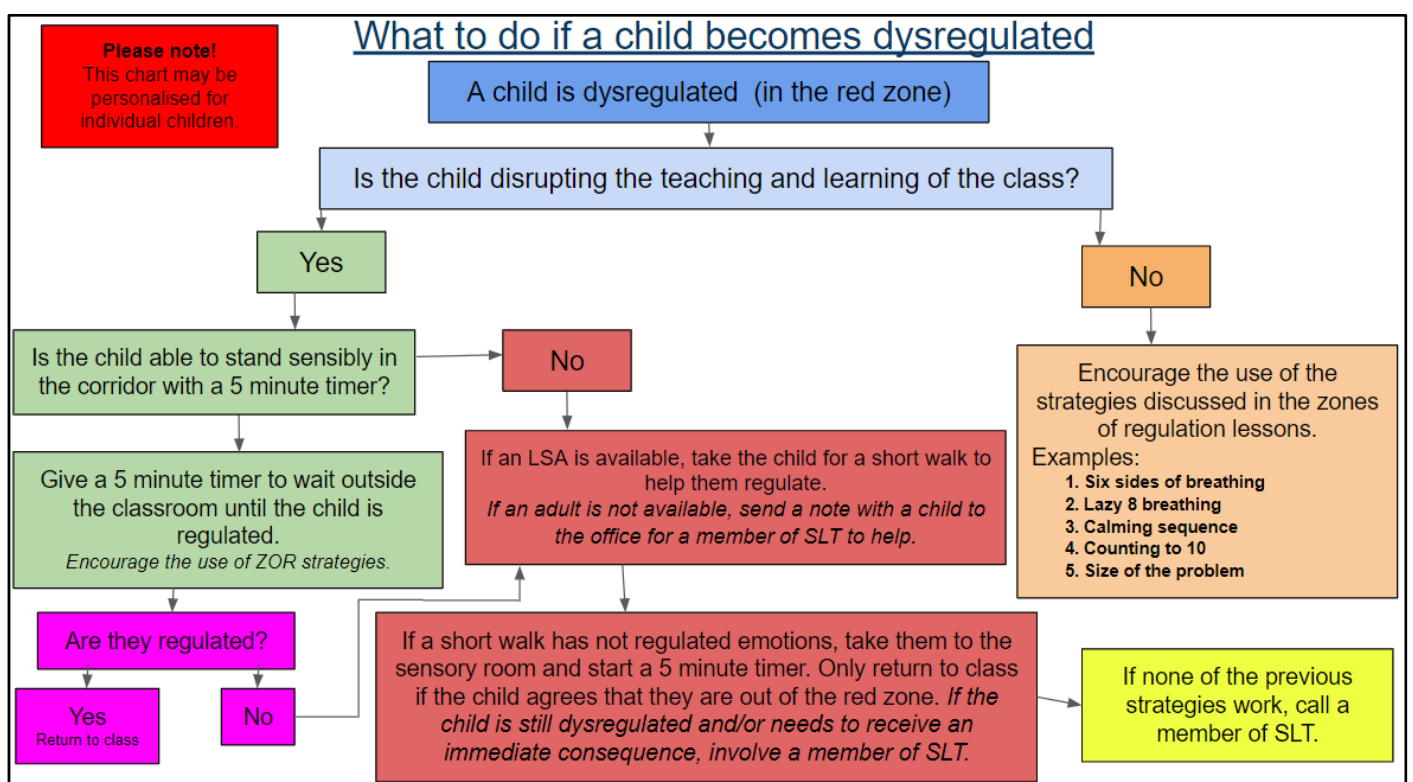 What to do if a child becomes dysregulated
Please note!
This chart may be
personalised for
individual children.
A child is dysregulated (in the red zone)
Is the child disrupting the teaching and learning of the class?
Yes
No
Is the child able to stand sensibly in
the corridor with a 5 minute timer?
No
Give a 5 minute timer to wait outside
the classroom until the child is
regulated.
Encourage the use of ZOR strategies.
If an LSA is available, take the child for a short walk to
help them regulate.
If an adult is not available, send a note with a child to
the office for a member of SLT to help.
Encourage the use of the
strategies discussed in the zones
of regulation lessons.
Examples:
1. Six sides of breathing
2. Lazy 8 breathing
3. Calming sequence
4. Counting to 10
5. Size of the problem
Are they regulated?
Yes
Return to class
No
If a short walk has not regulated emotions, take them to the
sensory room and start a 5 minute timer. Only return to class
if the child agrees that they are out of the red zone. If the
child is still dysregulated and/or needs to receive an
immediate consequence, involve a member of SLT.
If none of the previous
strategies work, call a
member of SLT.